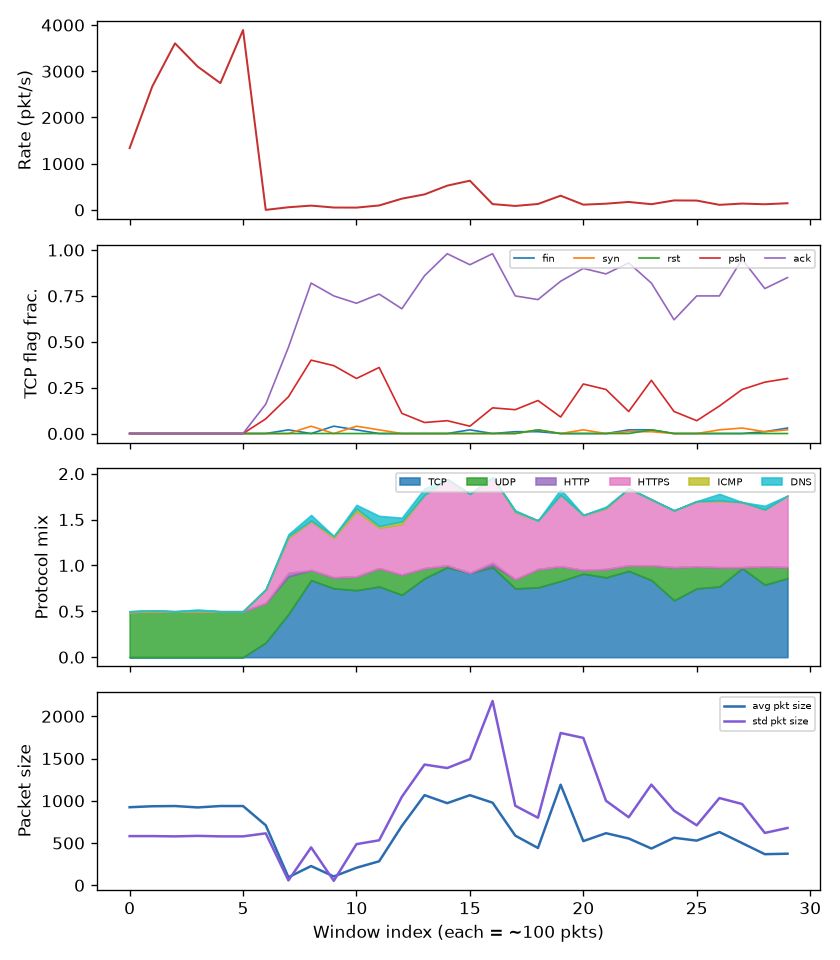 4000
3000
2000
1000
0
Rate (pkt/s)
1.00
0.75
0.50
0.25
0.00
TCP flag frac.
fin syn rst psh ack
2.0
1.5
1.0
0.5
0.0
Protocol mix
TCP UDP HTTP HTTPS ICMP DNS
2000
1500
1000
500
0
Packet size
avg pkt size
std pkt size
0 5 10 15 20 25 30
Window index (each = ~100 pkts)